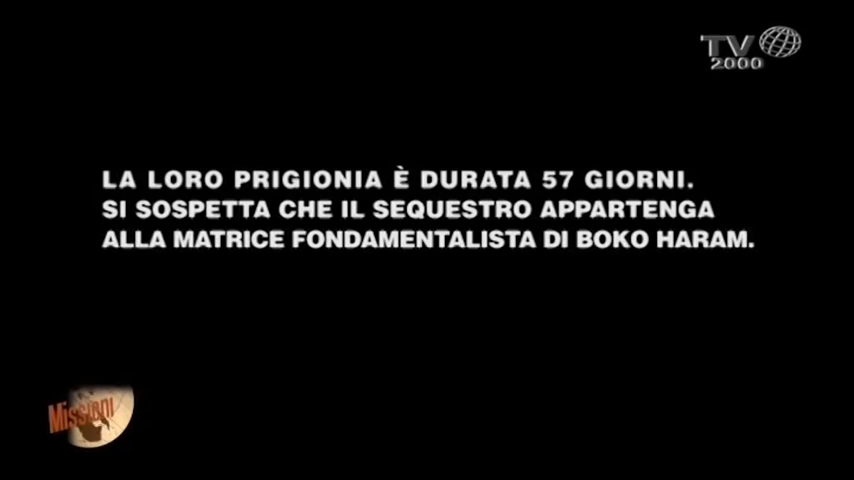 TV
2000
LA LORO PRIGIONIA È DURATA 57 GIORNI.
SI SOSPETTA CHE IL SEQUESTRO APPARTENGA
ALLA MATRICE FONDAMENTALISTA DI BOKO HARAM.
Missioni